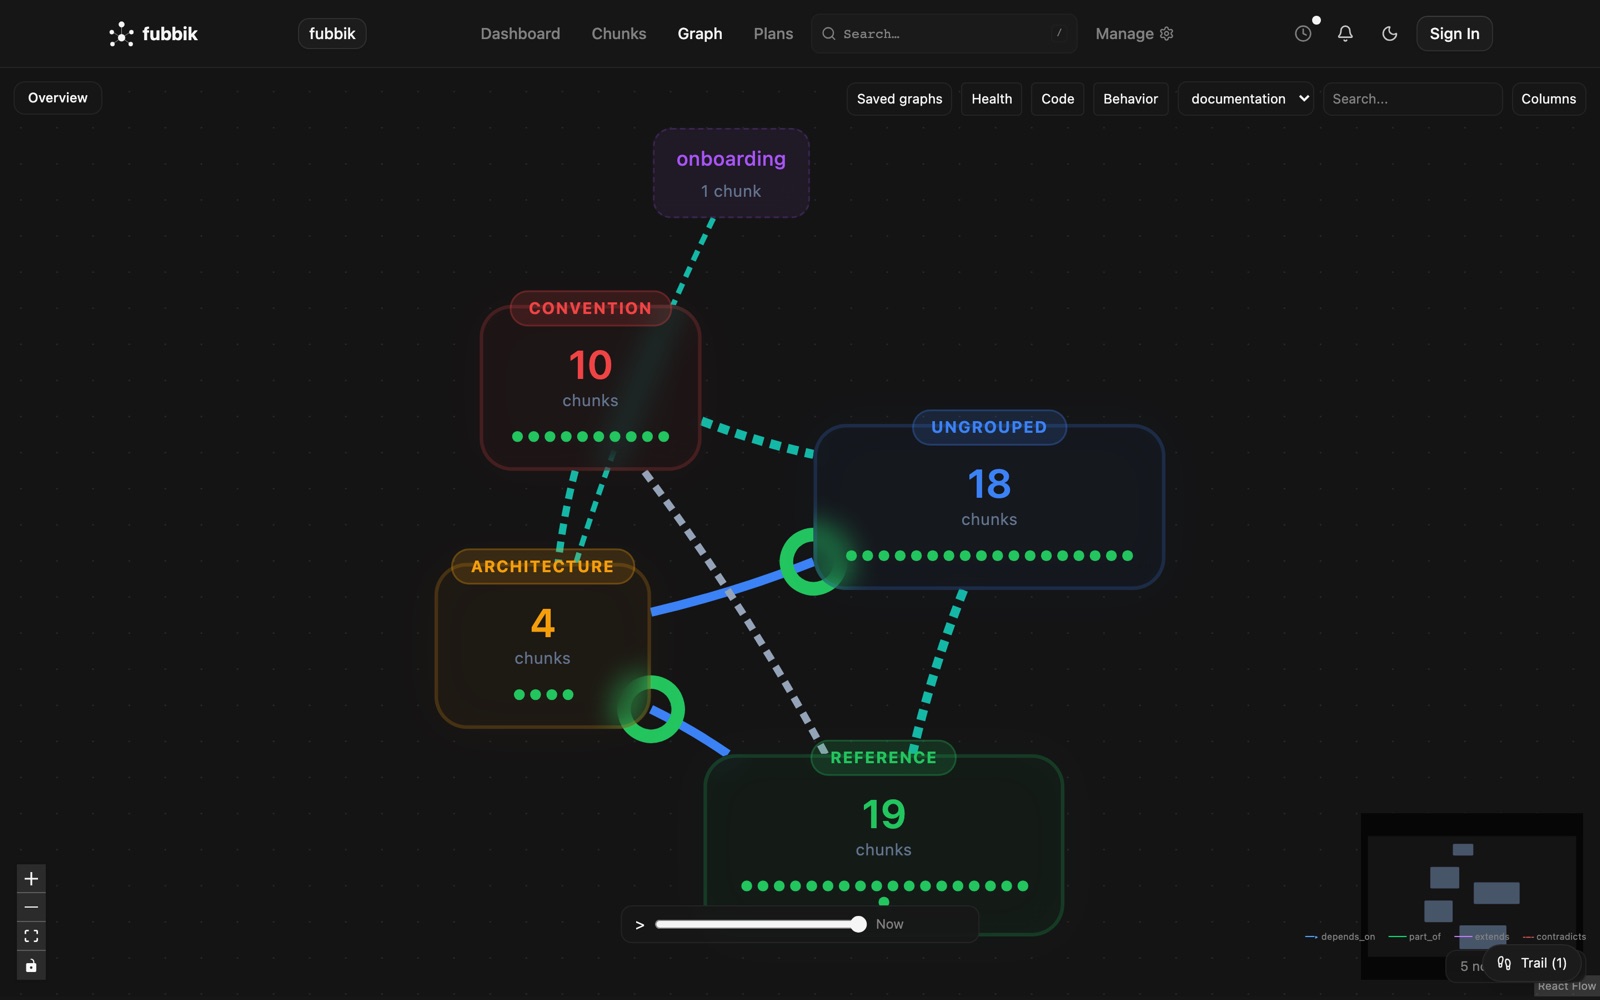 fubbik
fubbik
Dashboard
Chunks
Graph
Plans
Search...
/
Manage
Sign In
Overview
Saved graphs
Health
Code
Behavior
documentation
Search...
Columns
onboarding
1 chunk
CONVENTION
10
chunks
UNGROUPED
18
chunks
ARCHITECTURE
4
chunks
REFERENCE
19
chunks
> Now
depends_on
part_of
extends
contradicts
5
Trail (1)
React Flow